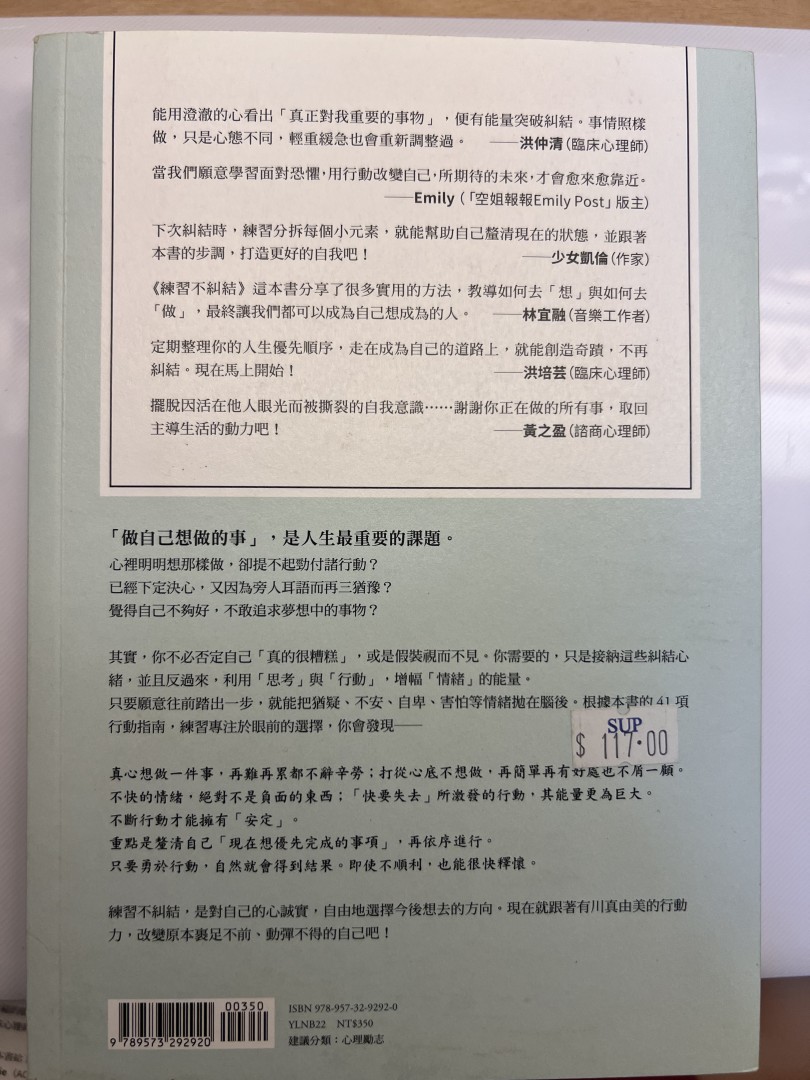 能用澄澈的心看出「真正對我重要的事物」，便有能量突破糾結。事情照樣
做，只是心態不同，輕重緩急也會重新調整過。 ——洪仲清(臨床心理師)
當我們願意學習面對恐懼，用行動改變自己，所期待的未來，才會愈來愈靠近。
——Emily（「空姐報報Emily Post」版主）
下次糾結時，練習分拆每個小元素，就能幫助自己釐清現在的狀態，並跟著
本書的步調，打造更好的自我吧！ ——少女凱倫(作家)
《練習不糾結》這本書分享了很多實用的方法，教導如何去「想」與如何去
「做」，最終讓我們都可以成為自己想成為的人。 ——林宜融(音樂工作者)
定期整理你的人生優先順序，走在成為自己的道路上，就能創造奇蹟，不再
糾結。現在馬上開始！ ——洪培芸(臨床心理師)
擺脫因活在他人眼光而被撕裂的自我意識……謝謝你正在做的所有事，取回
主導生活的動力吧！ ——黃之盈(諮商心理師)
「做自己想做的事」，是人生最重要的課題。
心裡明明想那樣做，卻提不起勁付諸行動？
已經下定決心，又因為旁人耳語而再三猶豫？
覺得自己不夠好，不敢追求夢想中的事物？
其實，你不必否定自己「真的很糟糕」，或是假裝視而不見。你需要的，只是接納這些糾結心
緒，並且反過來，利用「思考」與「行動」，增幅「情緒」的能量。
只要願意往前踏出一步，就能把猶疑、不安、自卑、害怕等情緒拋在腦後。根據本書的 41 項
行動指南，練習專注於眼前的選擇，你會發現——
SUP
$ 117.00
真心想做一件事，再難再累都不辭辛勞；打從心底不想做，再簡單再有好處也不屑一顧。
不快的情緒，絕對不是負面的東西；「快要失去」所激發的行動，其能量更為巨大。
不斷行動才能擁有「安定」。
重點是釐清自己「現在想優先完成的事項」，再依序進行。
只要勇於行動，自然就會得到結果。即使不順利，也能很快釋懷。
練習不糾結，是對自己的心誠實，自由地選擇今後想去的方向。現在就跟著有川真由美的行動
力，改變原本裹足不前、動彈不得的自己吧！
00350
9 789573 292920
ISBN 978-957-32-9292-0
YLNB22 NT$350
建議分類：心理勵志